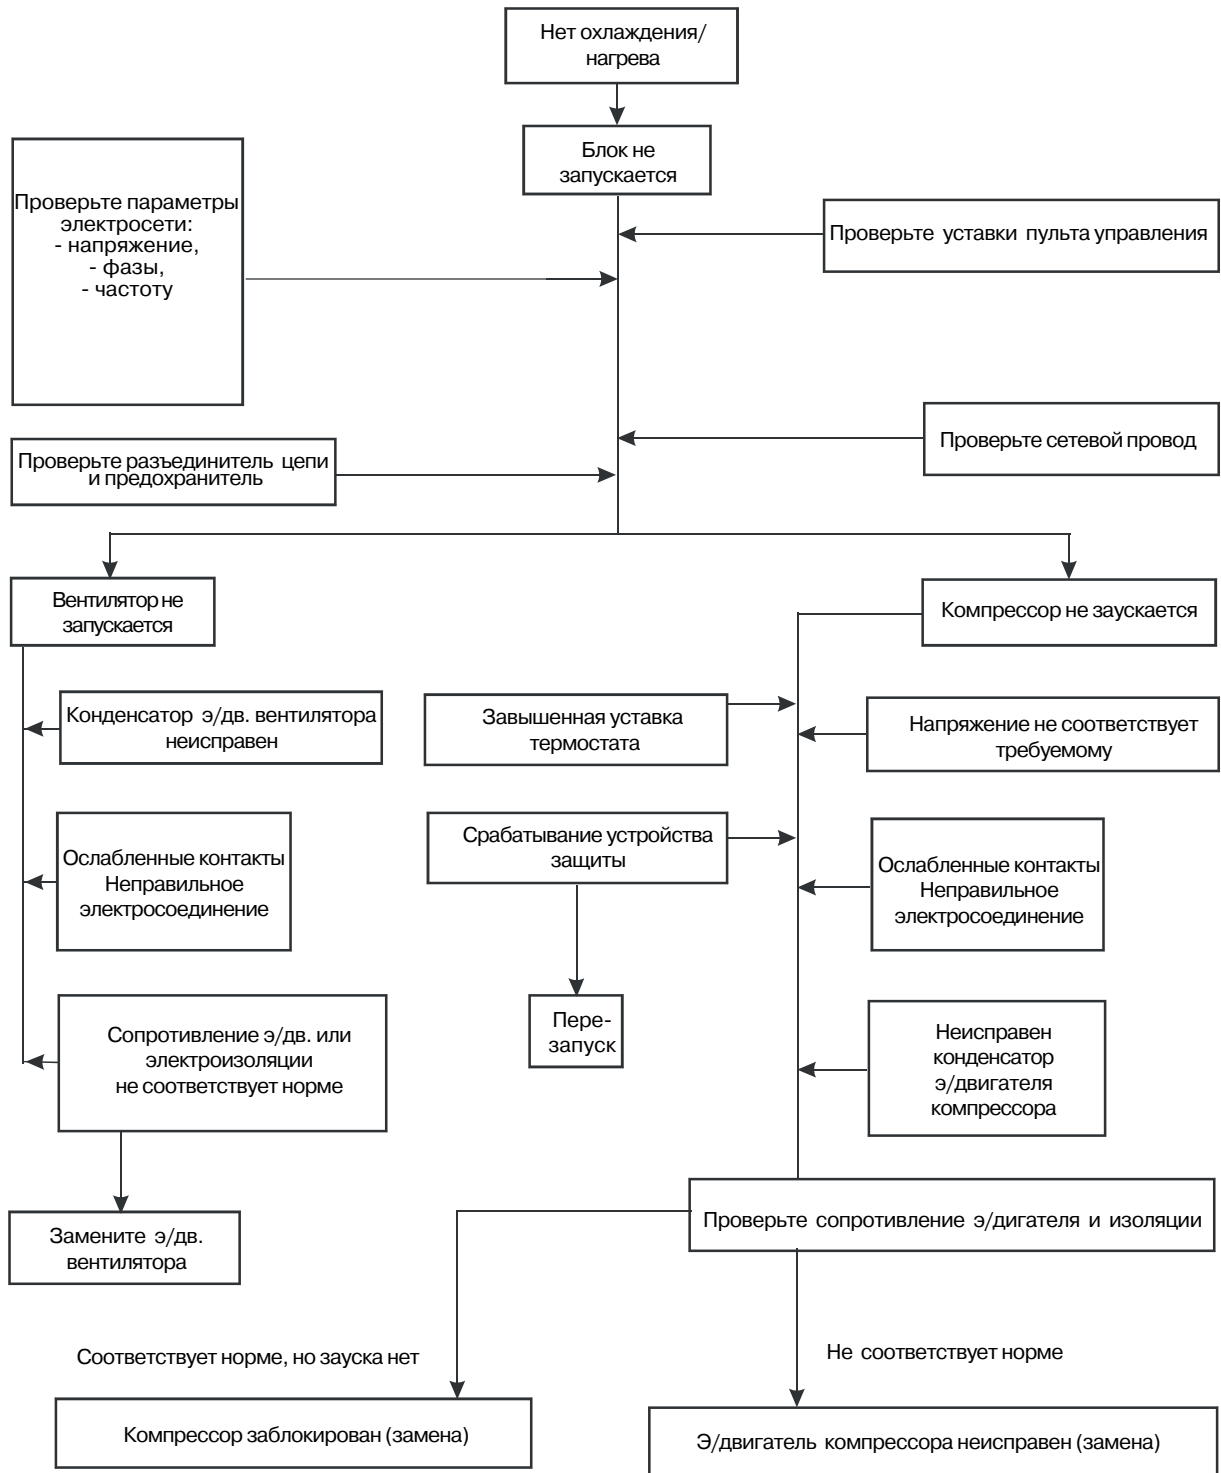 Нет охлаждения/
нагрева
Блок не
запускается
Проверьте параметры
электросети:
- напряжение,
- фазы,
- частоту
Проверьте уставки пульта управления
Проверьте сетевой провод
Проверьте разъединитель цепи
и предохранитель
Вентилятор не
запускается
Компрессор не заускается
Конденсатор э/дв. вентилятора
неисправен
Завышенная уставка
термостата
Напряжение не соответствует
требуемому
Ослабленные контакты
Неправильное
электросоединение
Срабатывание устройства
защиты
Ослабленные контакты
Неправильное
электросоединение
Сопротивление э/дв. или
электроизоляции
не соответствует норме
Пере-
запуск
Неисправен
конденсатор
э/двигателя
компрессора
Замените э/дв.
вентилятора
Проверьте сопротивление э/дигателя и изоляции
Соответствует норме, но зауска нет
Не соответствует норме
Компрессор заблокирован (замена)
Э/двигатель компрессора неисправен (замена)